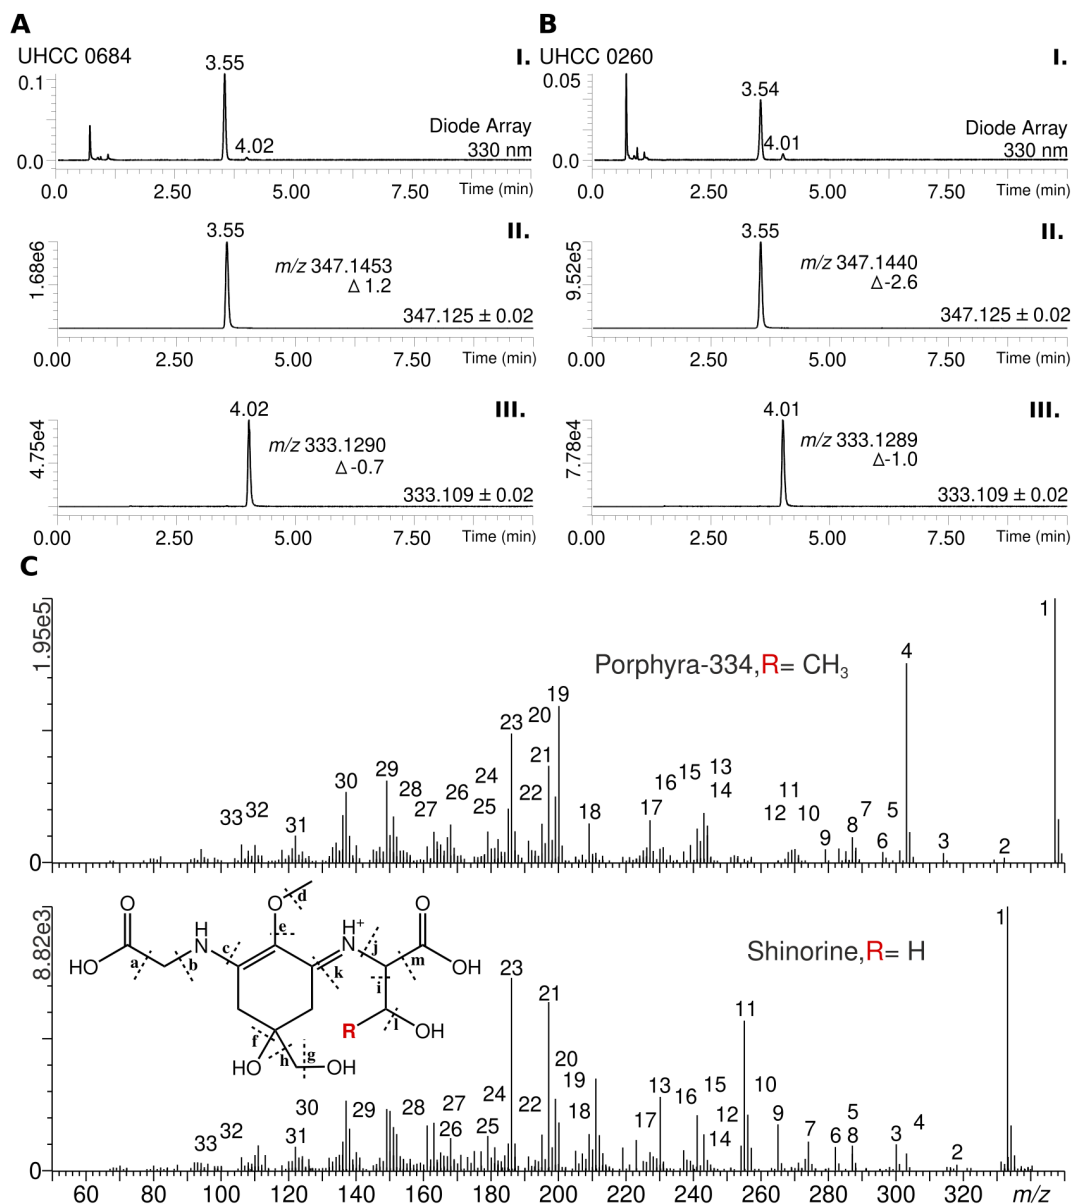 A
UHCC 0684
I.
0.1
0.0
3.55
4.02
Diode Array
330 nm
0.0 2.50 5.00 7.50 Time (min)
II.
1.68e6
3.55
m/z 347.1453
Δ 1.2
347.125 ± 0.02
0.00 2.50 5.00 7.50 Time (min)
III.
4.75e4
4.02
m/z 333.1290
Δ -0.7
333.109 ± 0.02
0.00 2.50 5.00 7.50 Time (min)
B
UHCC 0260
I.
0.05
0.0
3.54
4.01
Diode Array
330 nm
0.0 2.50 5.00 7.50 Time (min)
II.
9.52e5
3.55
m/z 347.1440
Δ-2.6
347.125 ± 0.02
0.00 2.50 5.00 7.50 Time (min)
III.
7.78e4
4.01
m/z 333.1289
Δ-1.0
333.109 ± 0.02
0.00 2.50 5.00 7.50 Time (min)
C
1.95e5
0
Porphyra-334,R= CH3
33 32 31 30 29 28 27 26 25 24 23 22 21 20 19 18 17 16 15 14 13 12 11 10 9 8 7 6 5 4 3 2 1
8.82e3
0
Shinorine,R= H
33 32 31 30 29 28 27 26 25 24 23 22 21 20 19 18 17 16 15 14 13 12 11 10 9 8 7 6 5 4 3 2 1
O
HO
a
b
H
N
c
O
d
e
H+
N
j
O
m
OH
k
i
R
l
OH
f
HO
h
g
OH
60 80 100 120 140 160 180 200 220 240 260 280 300 320 m/z